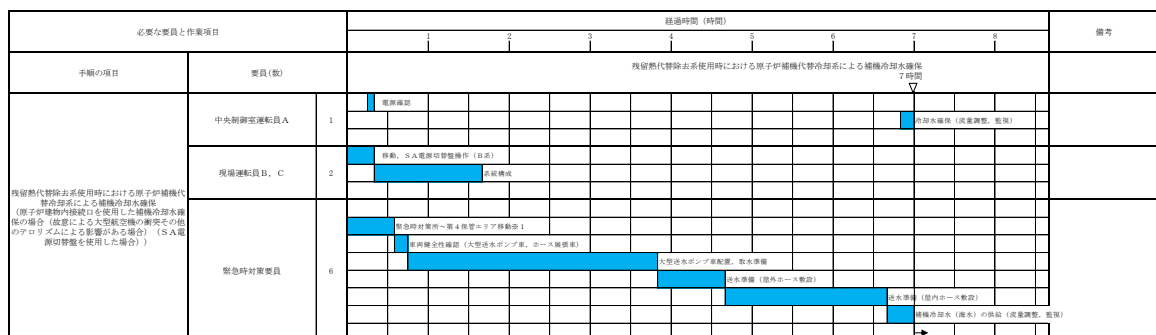 必要な要員と作業項目
経過時間（時間）
備考
1 2 3 4 5 6 7 8
手順の項目
要員（数）
残留熱代替除去系使用時における原子炉補機代替冷却系による補機冷却水確保
7時間
残留熱代替除去系使用時における原子炉補機代
替冷却系による補機冷却水確保
（原子炉建物内接続口を使用した補機冷却水確
保の場合（故意による大型航空機の衝突その他
のテロリズムによる影響がある場合）（ＳＡ電
源切替盤を使用した場合））
中央制御室運転員Ａ
1
電源確認
冷却水確保（流量調整、監視）
現場運転員Ｂ，Ｃ
2
移動、ＳＡ電源切替盤操作（Ｂ系）
系統構成
緊急時対策要員
6
緊急時対策所～第４保管エリア移動※１
車両健全性確認（大型送水ポンプ車、ホース展張車）
大型送水ポンプ車配置、取水準備
送水準備（屋外ホース敷設）
送水準備（屋内ホース敷設）
補機冷却水（海水）の供給（流量調整、監視）